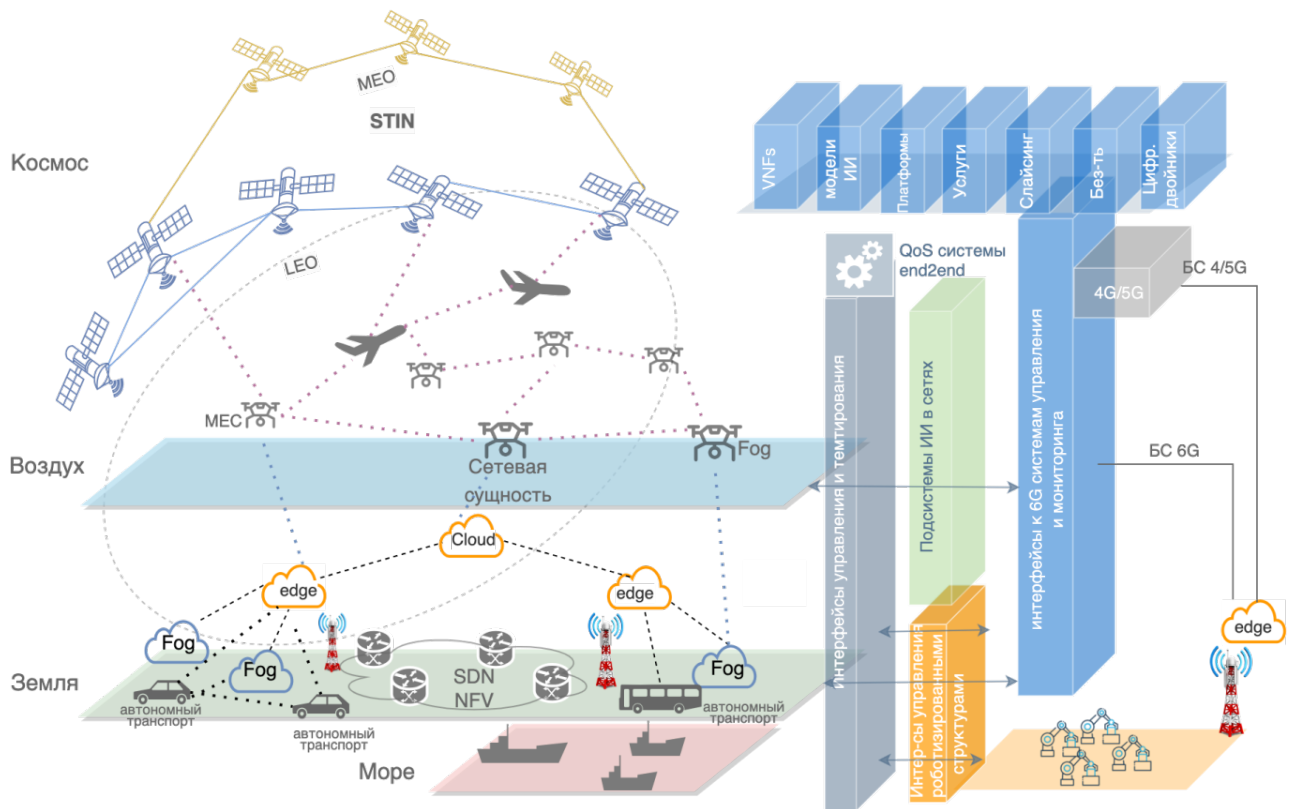 MEO
STIN
Космос
LEO
MEC
Воздух
Сетевая
сущность
Fog
Cloud
edge
edge
Fog
Fog
Fog
Земля
SDN
NFV
автономный
транспорт
автономный
транспорт
автономный
транспорт
Море
VNFs
модели
ИИ
Платформы
Услуги
Слайсинг
Без-ть
Цифр.
двойники
QoS системы
end2end
4G/5G
БС 4/5G
БС 6G
Интерфейсы управления и темтирования
Подсистемы ИИ в сетях
интерфейсы к 6G системам управления
и мониторинга
Интер-сы управления
роботизированными
структурами
edge